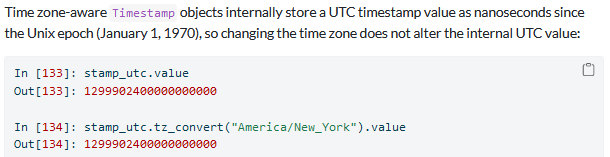 Time zone-aware Timestamp objects internally store a UTC timestamp value as nanoseconds since
the Unix epoch (January 1, 1970), so changing the time zone does not alter the internal UTC value:
In [133]: stamp_utc.value
Out[133]: 1299902400000000000
In [134]: stamp_utc.tz_convert("America/New_York").value
Out[134]: 1299902400000000000